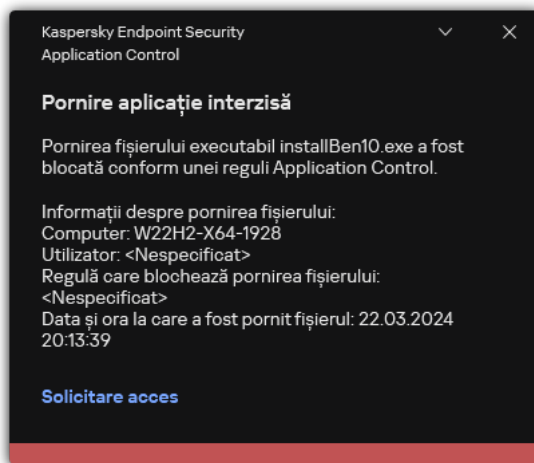 Kaspersky Endpoint Security
Application Control
Pornire aplicație interzisă
Pornirea fișierului executabil installBen10.exe a fost
blocată conform unei reguli Application Control.
Informații despre pornirea fișierului:
Computer: W22H2-X64-1928
Utilizator: <Nespecificat>
Regulă care blochează pornirea fișierului:
<Nespecificat>
Data și ora la care a fost pornit fișierul: 22.03.2024
20:13:39
Solicitare acces